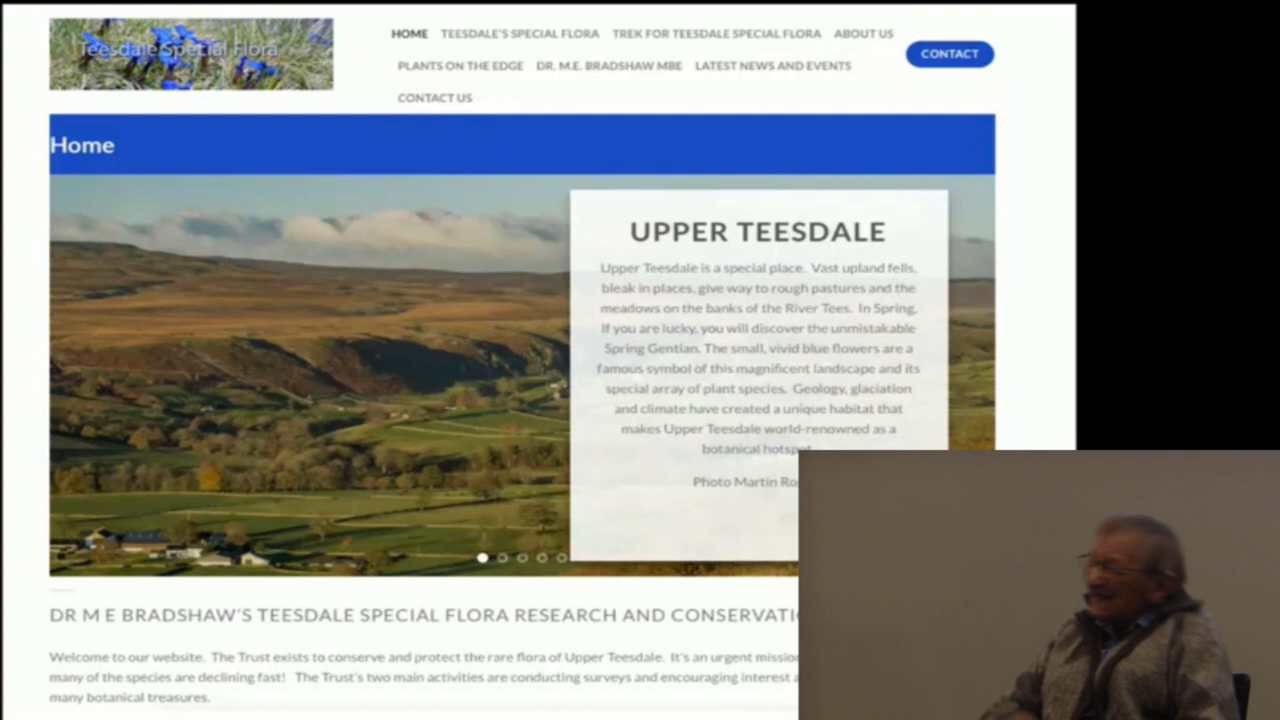 Teesdale Special Flora
HOME TEESDALE'S SPECIAL FLORA TREK FOR TEESDALE SPECIAL FLORA ABOUT US
PLANTS ON THE EDGE DR. M.E. BRADSHAW MBE LATEST NEWS AND EVENTS
CONTACT US
CONTACT
Home
UPPER TEESDALE
Upper Teesdale is a special place. Vast upland fells,
bleak in places, give way to rough pastures and the
meadows on the banks of the River Tees. In Spring,
if you are lucky, you will discover the unmistakable
Spring Gentian. The small, vivid blue flowers are a
famous symbol of this magnificent landscape and its
special array of plant species. Geology, glaciation
and climate have created a unique habitat that
makes Upper Teesdale world-renowned as a
botanical hotspot
Photo Martin
DR M E BRADSHAW'S TEESDALE SPECIAL FLORA RESEARCH AND
Welcome to our website. The Trust exists to conserve and protect the rare flora of Upper Teesdale. It's an urgent
many of the species are declining fast! The Trust's two main activities are conducting surveys and encouraging interest
many botanical treasures.